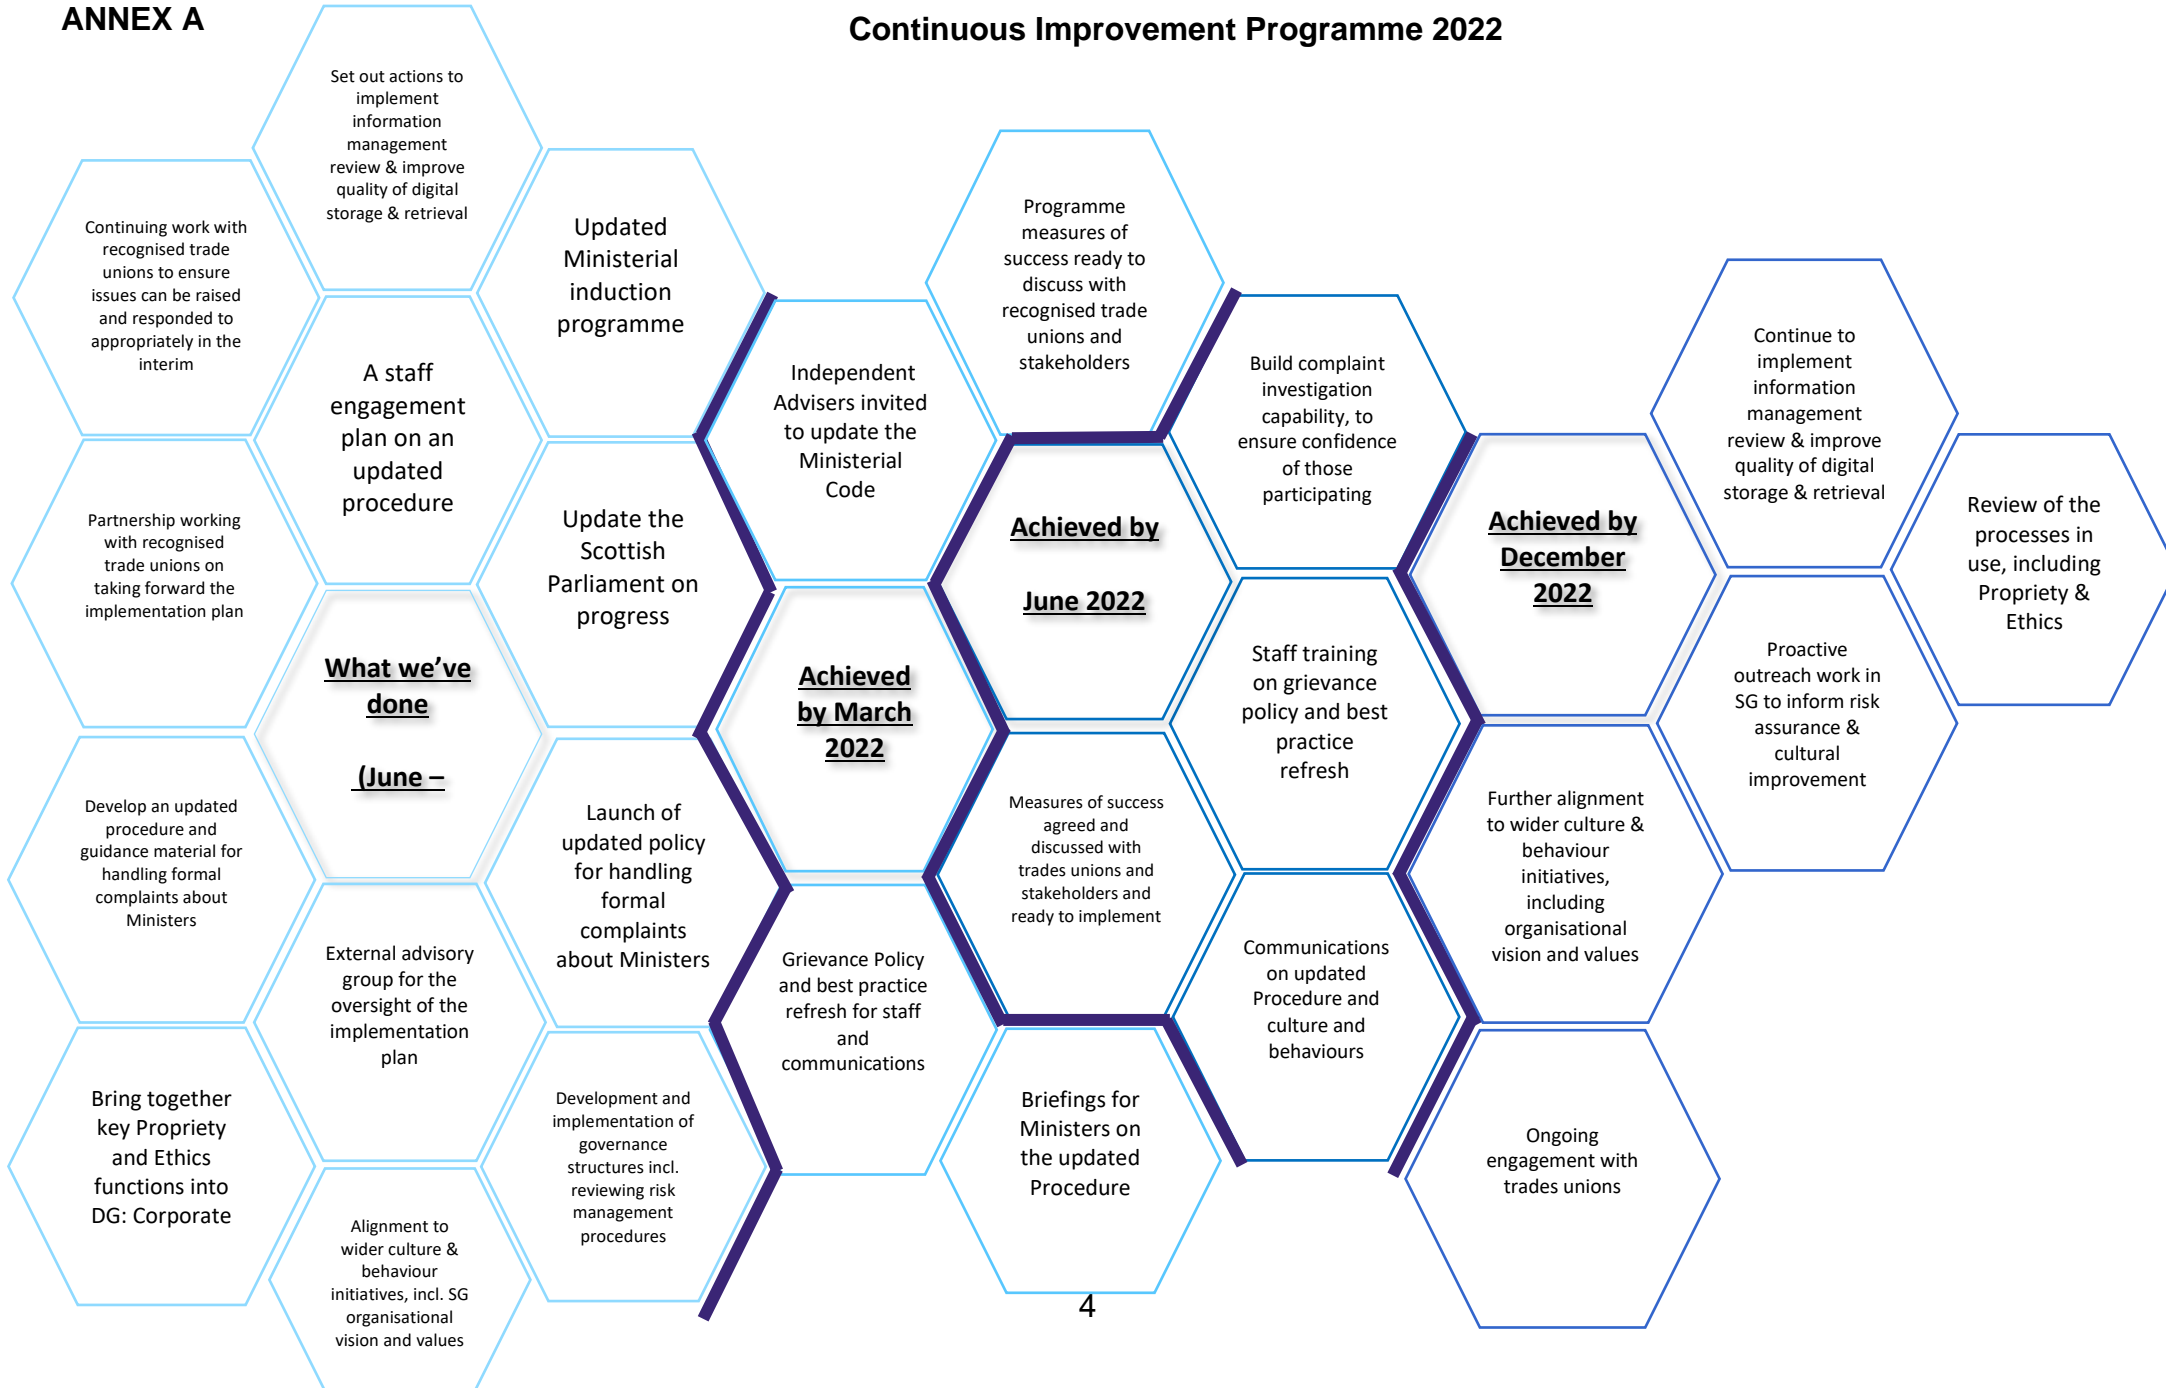 ANNEX A
Continuous Improvement Programme 2022
Set out actions to
implement
information
management
review & improve
quality of digital
storage & retrieval
Continuing work with
recognised trade
unions to ensure
issues can be raised
and responded to
appropriately in the
interim
Updated
Ministerial
induction
programme
A staff
engagement
plan on an
updated
procedure
Partnership working
with recognised
trade unions on
taking forward the
implementation plan
Update the
Scottish
Parliament on
progress
What we’ve
done
(June –
Develop an updated
procedure and
guidance material for
handling formal
complaints about
Ministers
Launch of
updated policy
for handling
formal
complaints
about Ministers
External advisory
group for the
oversight of the
implementation
plan
Bring together
key Propriety
and Ethics
functions into
DG: Corporate
Development and
implementation of
governance
structures incl.
reviewing risk
management
procedures
Alignment to
wider culture &
behaviour
initiatives, incl. SG
organisational
vision and values
Programme
measures of
success ready to
discuss with
recognised trade
unions and
stakeholders
Independent
Advisers invited
to update the
Ministerial
Code
Achieved
by March
2022
Grievance Policy
and best practice
refresh for staff
and
communications
Briefings for
Ministers on
the updated
Procedure
Build complaint
investigation
capability, to
ensure confidence
of those
participating
Achieved by
June 2022
Staff training
on grievance
policy and best
practice
refresh
Measures of success
agreed and
discussed with
trades unions and
stakeholders and
ready to implement
Communications
on updated
Procedure and
culture and
behaviours
Continue to
implement
information
management
review & improve
quality of digital
storage & retrieval
Achieved by
December
2022
Review of the
processes in
use, including
Propriety &
Ethics
Proactive
outreach work in
SG to inform risk
assurance &
cultural
improvement
Further alignment
to wider culture &
behaviour
initiatives,
including
organisational
vision and values
Ongoing
engagement with
trades unions
4